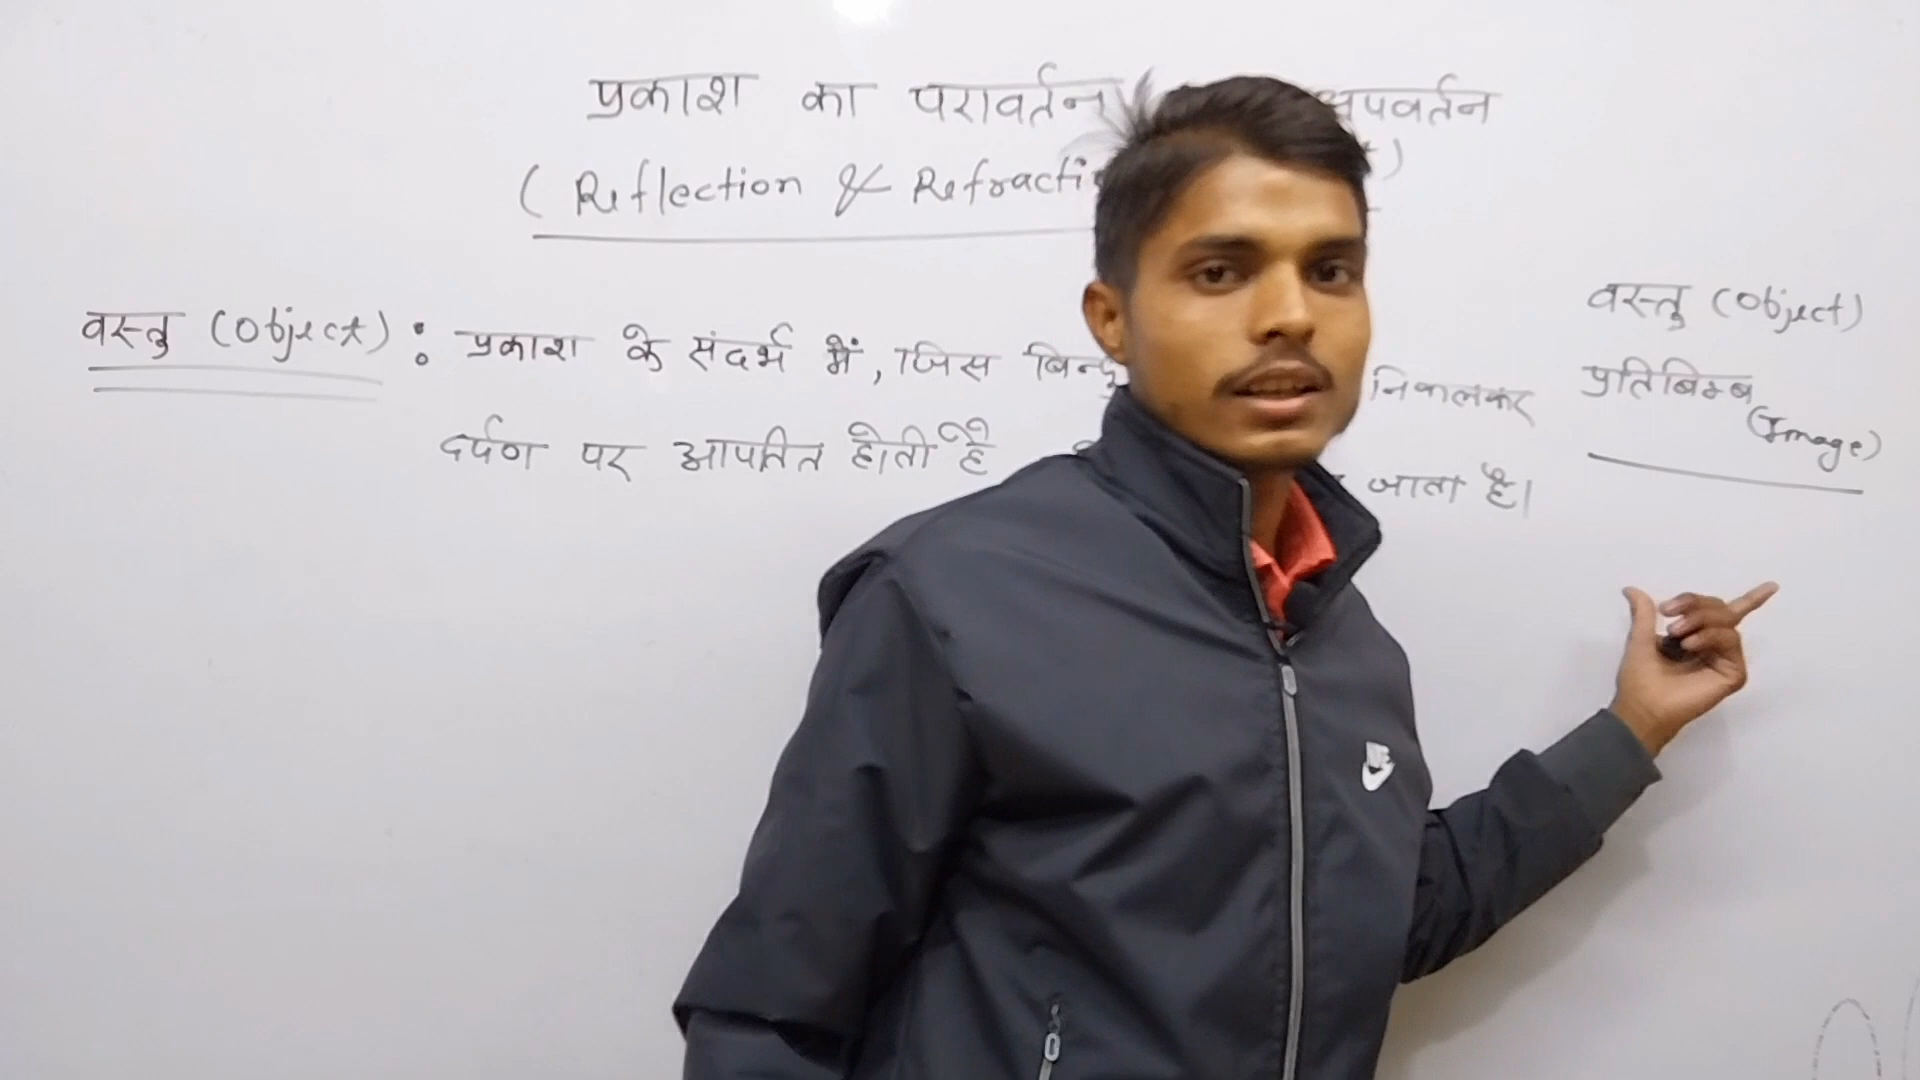 प्रकाश का परावर्तन अपवर्तन
( Reflection & Refraction )
वस्तु (Object) : प्रकाश के संदर्भ में, जिस बिन्दु निकलकर
दर्पण पर आपतित होती है जाता है।
वस्तु (Object)
प्रतिबिम्ब
(Image)